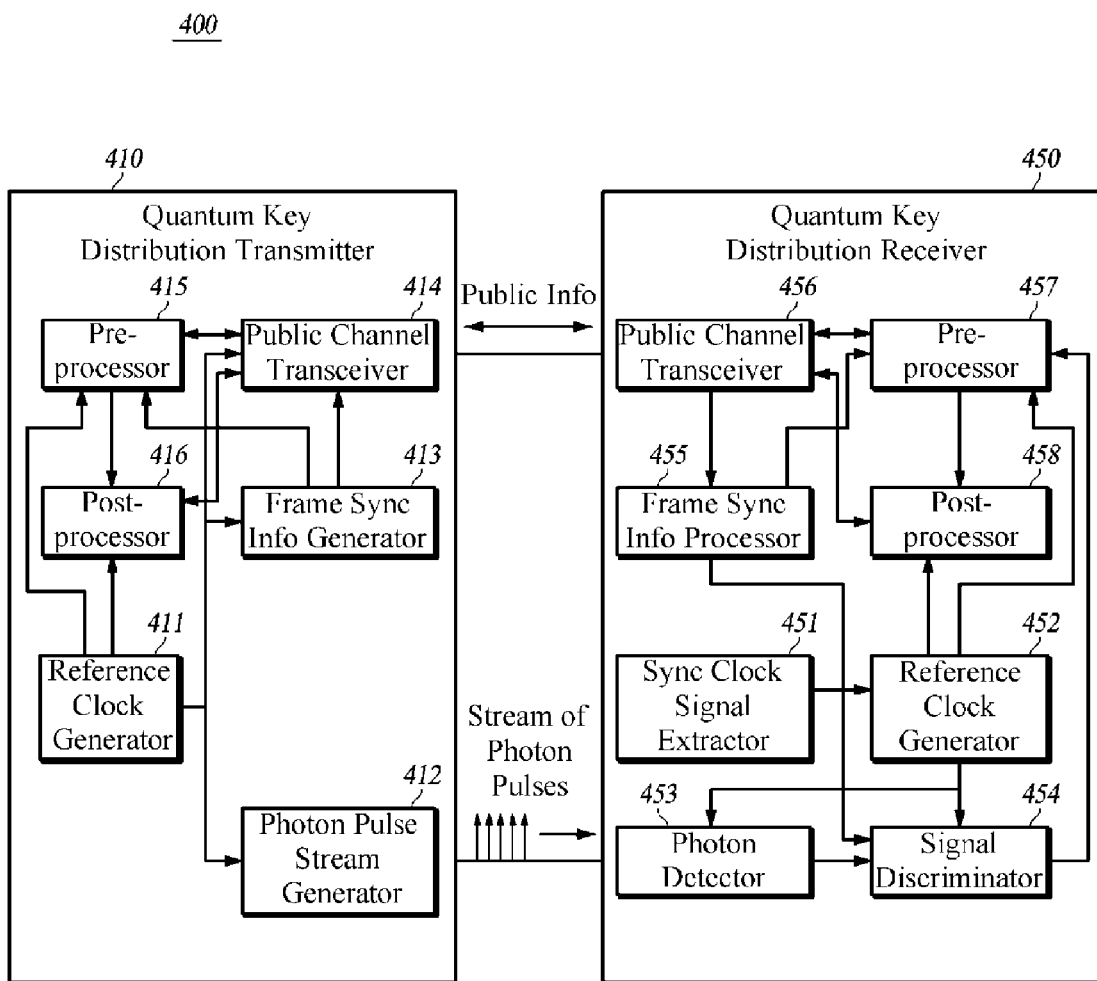 400
410
Quantum Key
Distribution Transmitter
415
Pre-
processor
414
Public Channel
Transceiver
416
Post-
processor
413
Frame Sync
Info Generator
411
Reference
Clock
Generator
412
Photon Pulse
Stream
Generator
Public Info
Stream of
Photon
Pulses
450
Quantum Key
Distribution Receiver
456
Public Channel
Transceiver
457
Pre-
processor
455
Frame Sync
Info Processor
458
Post-
processor
451
Sync Clock
Signal
Extractor
452
Reference
Clock
Generator
453
Photon
Detector
454
Signal
Discriminator